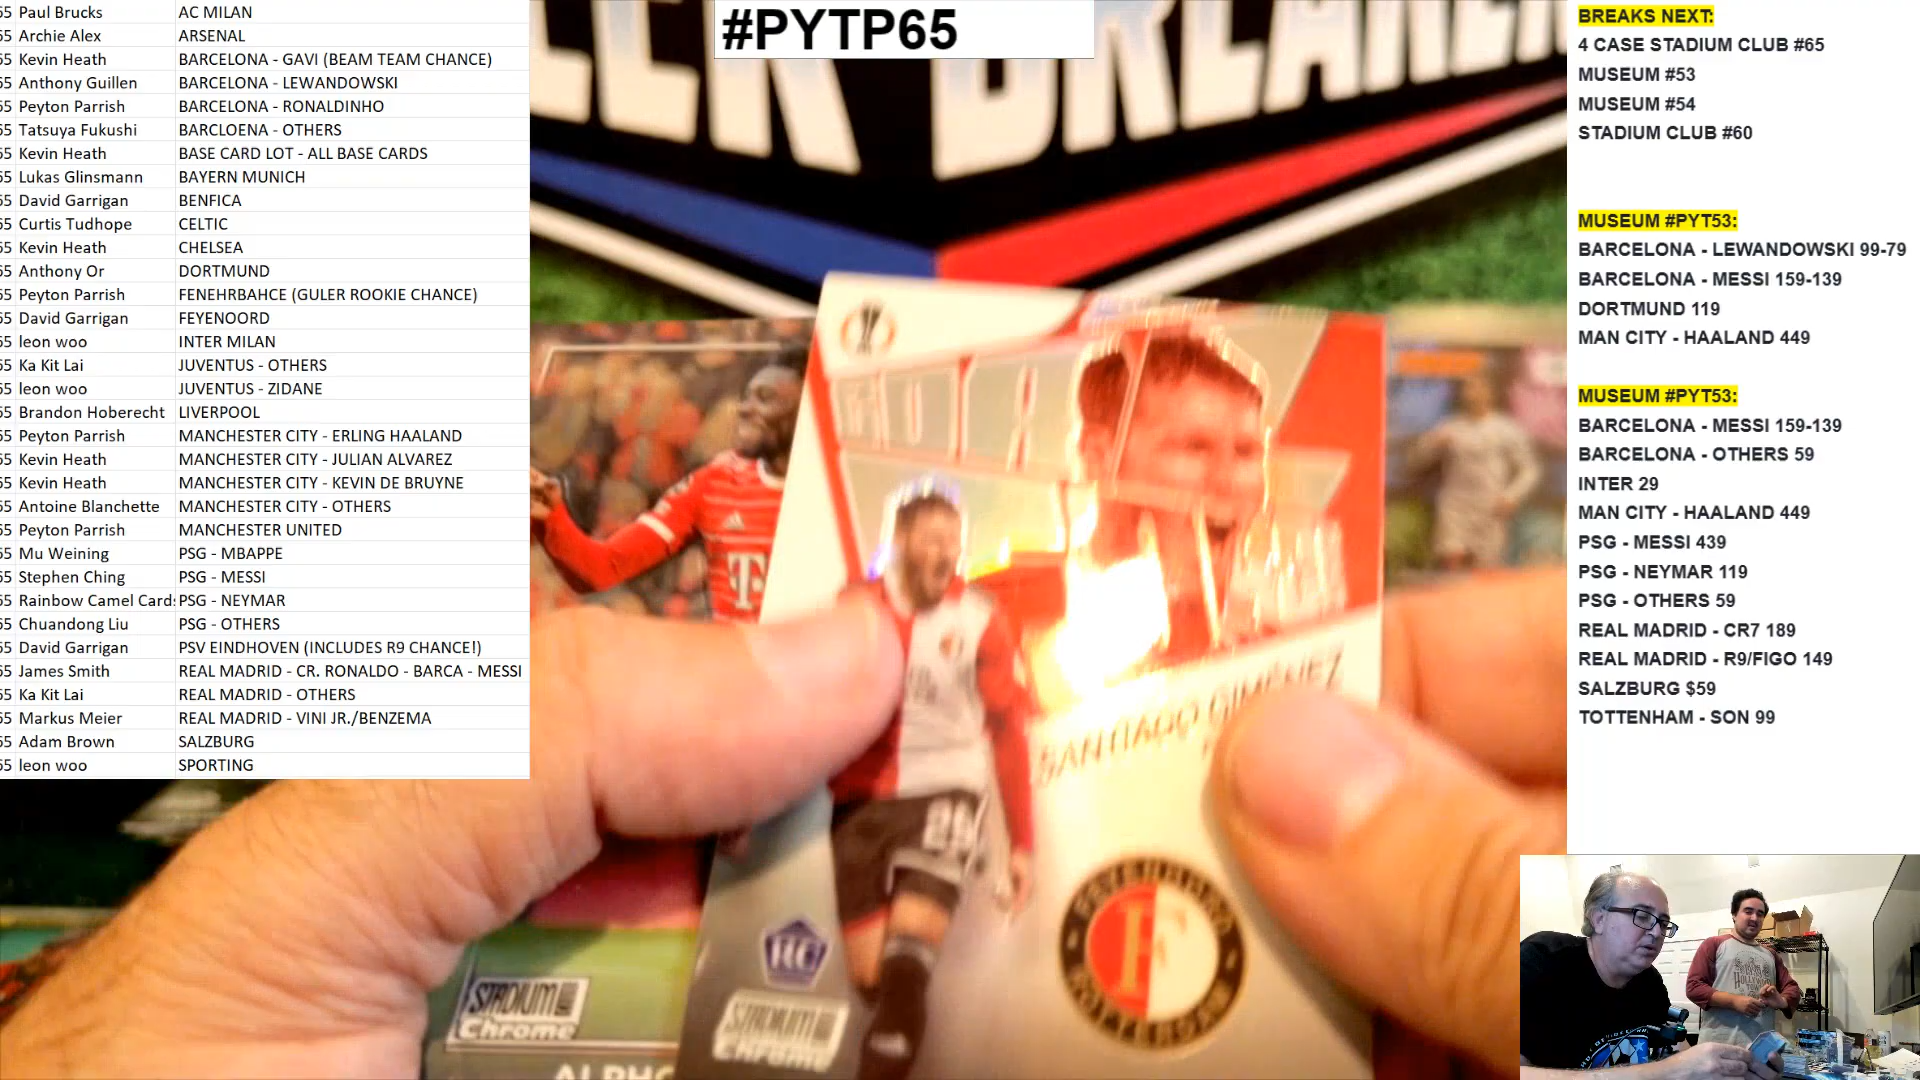 #PYTP65
55 Paul Brucks AC MILAN
55 Archie Alex ARSENAL
55 Kevin Heath BARCELONA - GAVI (BEAM TEAM CHANCE)
55 Anthony Guillen BARCELONA - LEWANDOWSKI
55 Peyton Parrish BARCELONA - RONALDINHO
55 Tatsuya Fukushi BARCLOENA - OTHERS
55 Kevin Heath BASE CARD LOT - ALL BASE CARDS
55 Lukas Glinsmann BAYERN MUNICH
55 David Garrigan BENFICA
55 Curtis Tudhope CELTIC
55 Kevin Heath CHELSEA
55 Anthony Or DORTMUND
55 Peyton Parrish FENEHRBAHCE (GULER ROOKIE CHANCE)
55 David Garrigan FEYENOORD
55 leon woo INTER MILAN
55 Ka Kit Lai JUVENTUS - OTHERS
55 leon woo JUVENTUS - ZIDANE
55 Brandon Hoberecht LIVERPOOL
55 Peyton Parrish MANCHESTER CITY - ERLING HAALAND
55 Kevin Heath MANCHESTER CITY - JULIAN ALVAREZ
55 Kevin Heath MANCHESTER CITY - KEVIN DE BRUYNE
55 Antoine Blanchette MANCHESTER CITY - OTHERS
55 Peyton Parrish MANCHESTER UNITED
55 Mu Weining PSG - MBAPPE
55 Stephen Ching PSG - MESSI
55 Rainbow Camel Cards PSG - NEYMAR
55 Chuandong Liu PSG - OTHERS
55 David Garrigan PSV EINDHOVEN (INCLUDES R9 CHANCE!)
55 James Smith REAL MADRID - CR. RONALDO - BARCA - MESSI
55 Ka Kit Lai REAL MADRID - OTHERS
55 Markus Meier REAL MADRID - VINI JR./BENZEMA
55 Adam Brown SALZBURG
55 leon woo SPORTING
SANTIAGO GIMÉNEZ
FEYENOORD
F
ROTTERDAM
29
T
RC
STADIUM
Chrome
STADIUM
Chrome
ALPHO
BREAKS NEXT:
4 CASE STADIUM CLUB #65
MUSEUM #53
MUSEUM #54
STADIUM CLUB #60
MUSEUM #PYT53:
BARCELONA - LEWANDOWSKI 99-79
BARCELONA - MESSI 159-139
DORTMUND 119
MAN CITY - HAALAND 449
MUSEUM #PYT53:
BARCELONA - MESSI 159-139
BARCELONA - OTHERS 59
INTER 29
MAN CITY - HAALAND 449
PSG - MESSI 439
PSG - NEYMAR 119
PSG - OTHERS 59
REAL MADRID - CR7 189
REAL MADRID - R9/FIGO 149
SALZBURG $59
TOTTENHAM - SON 99